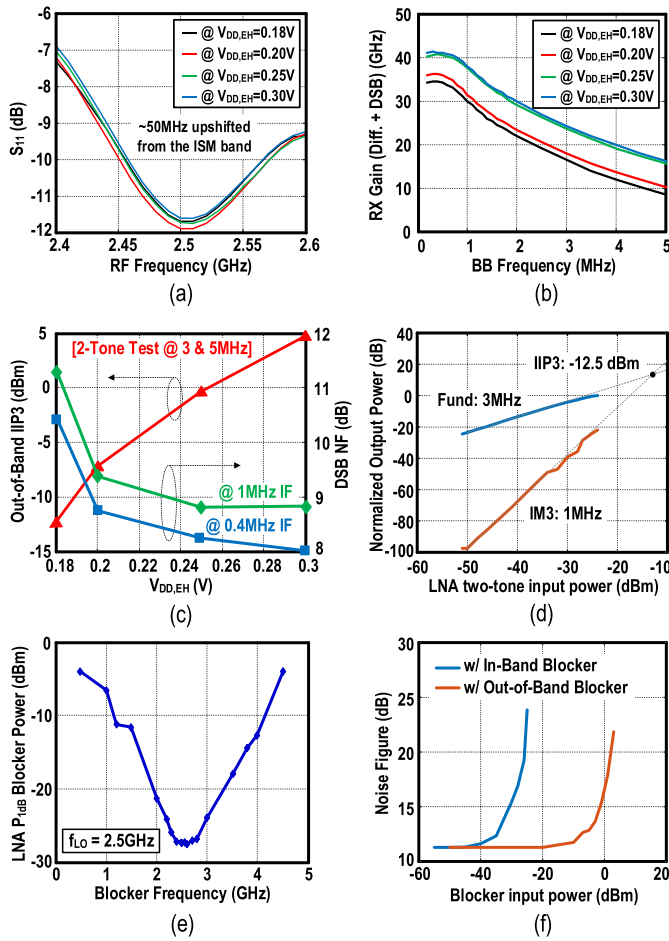 -6
-7
-8
-9
-10
-11
-12
S11 (dB)
@ VDD,EH=0.18V
@ VDD,EH=0.20V
@ VDD,EH=0.25V
@ VDD,EH=0.30V
~50MHz upshifted
from the ISM band
2.4
2.45
2.5
2.55
2.6
RF Frequency (GHz)
(a)
50
40
30
20
10
0
RX Gain (Diff. + DSB) (GHz)
@ VDD,EH=0.18V
@ VDD,EH=0.20V
@ VDD,EH=0.25V
@ VDD,EH=0.30V
0
1
2
3
4
5
BB Frequency (MHz)
(b)
5
0
-5
-10
-15
Out-of-Band IIP3 (dBm)
[2-Tone Test @ 3 & 5MHz]
@ 1MHz IF
@ 0.4MHz IF
12
11
10
9
8
DSB NF (dB)
0.18
0.2
0.22
0.24
0.26
0.28
0.3
VDD,EH (V)
(c)
40
20
0
-20
-40
-60
-80
-100
Normalized Output Power (dB)
IIP3: -12.5 dBm
Fund: 3MHz
IM3: 1MHz
-60
-50
-40
-30
-20
-10
LNA two-tone input power (dBm)
(d)
0
-10
-20
-30
LNA P1dB Blocker Power (dBm)
fLO = 2.5GHz
0
1
2
3
4
5
Blocker Frequency (GHz)
(e)
30
25
20
15
10
Noise Figure (dB)
w/ In-Band Blocker
w/ Out-of-Band Blocker
-60
-40
-20
0
20
Blocker input power (dBm)
(f)